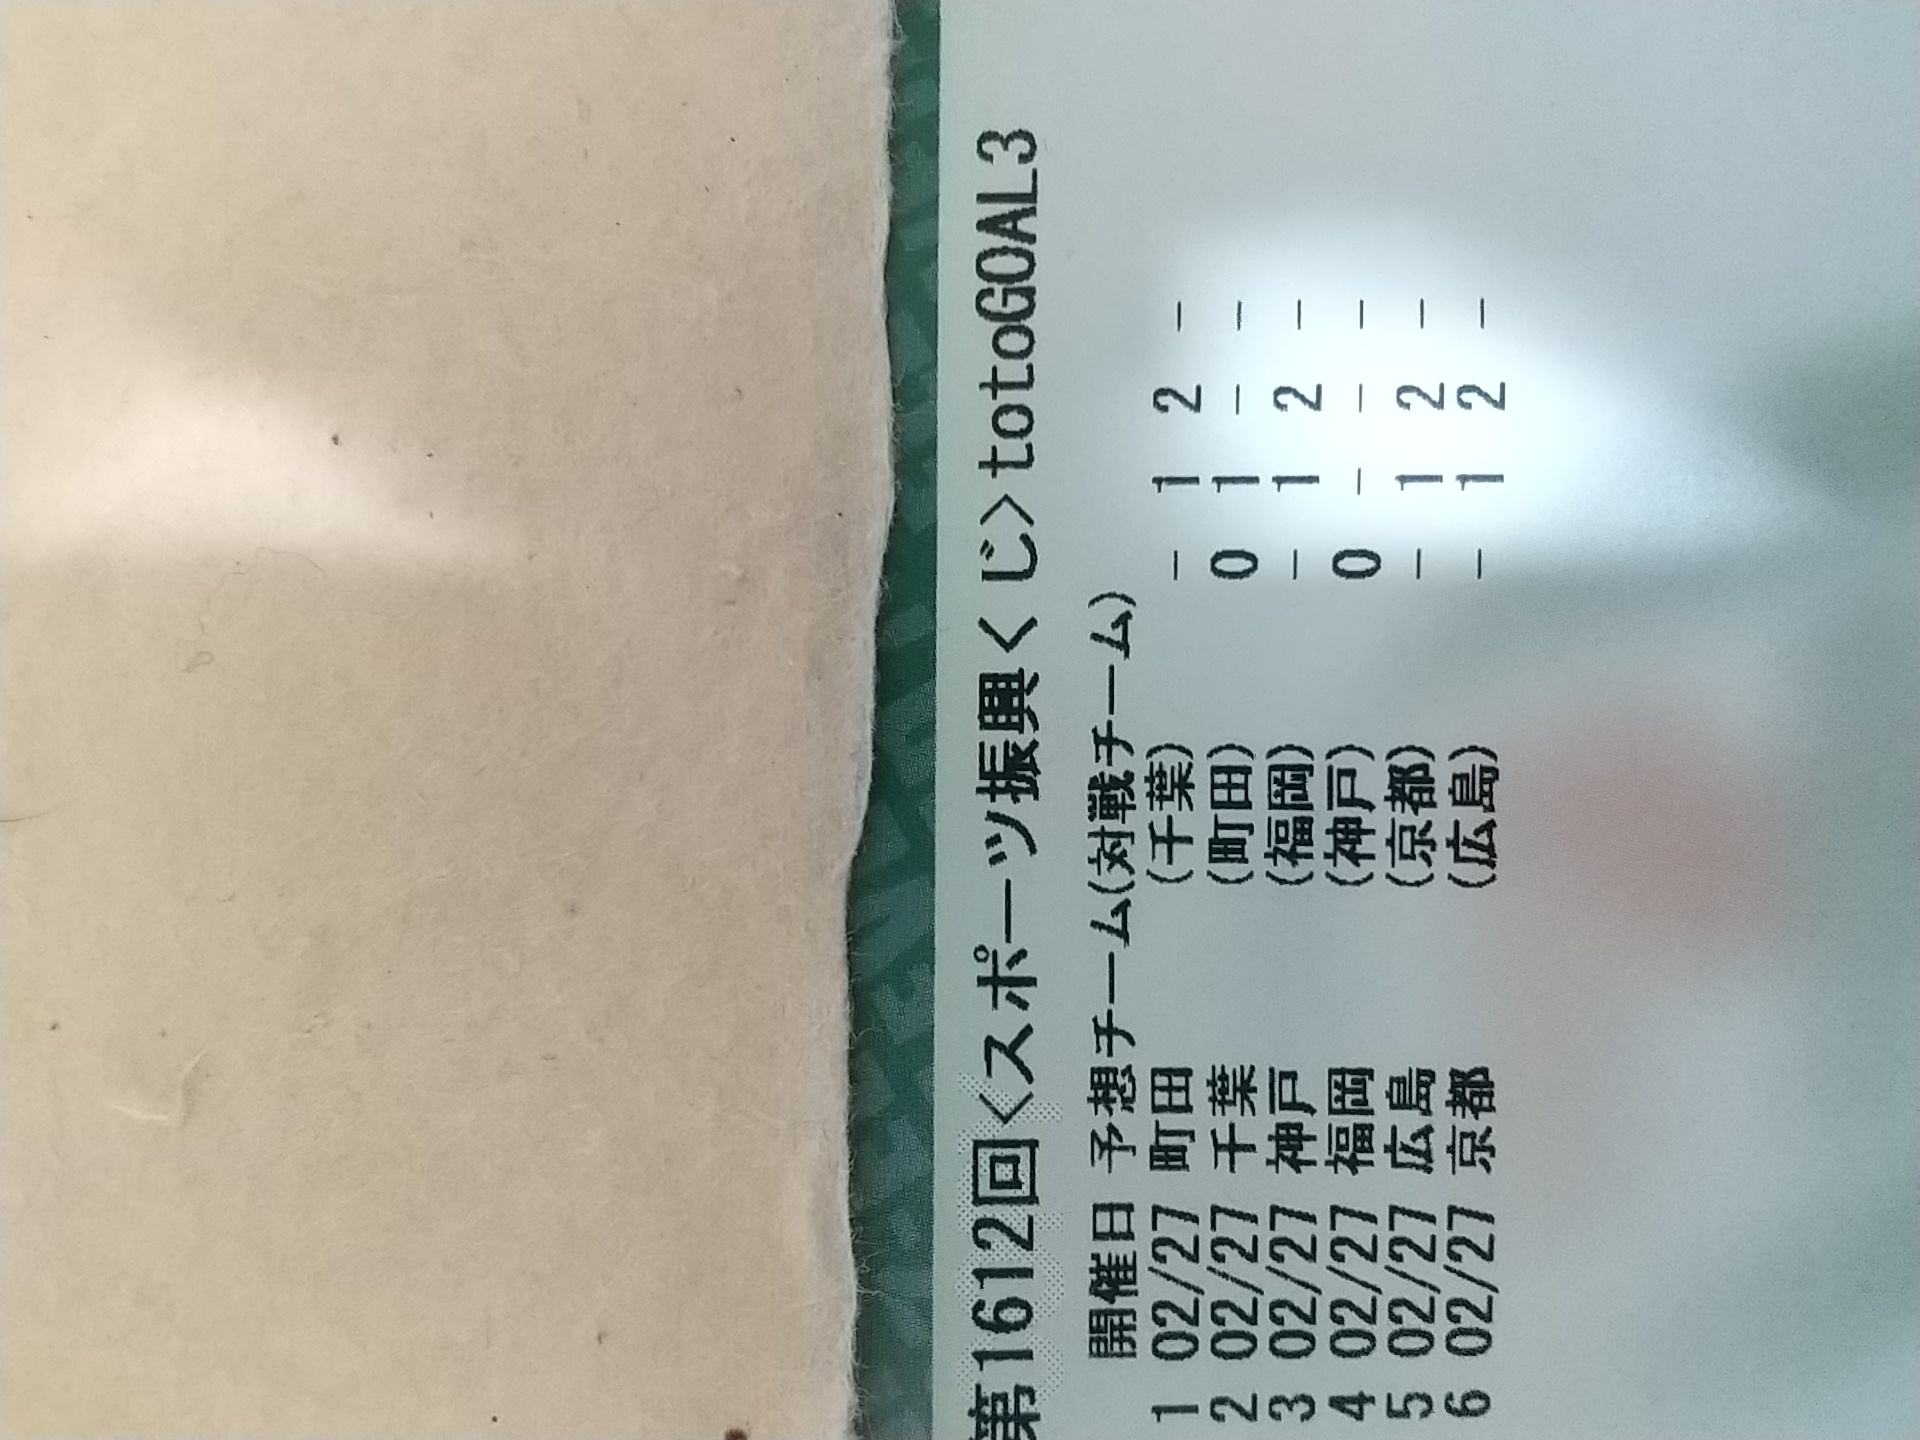 第1612回<スポーツ振興くじ>totoGOAL3
開催日 予想チーム(対戦チーム)
1 02/27 町田 (千葉) - 1 2 -
2 02/27 千葉 (町田) 0 1 - -
3 02/27 神戸 (福岡) - 1 2 -
4 02/27 福岡 (神戸) 0 - - -
5 02/27 広島 (京都) - 1 2 -
6 02/27 京都 (広島) - 1 2 -